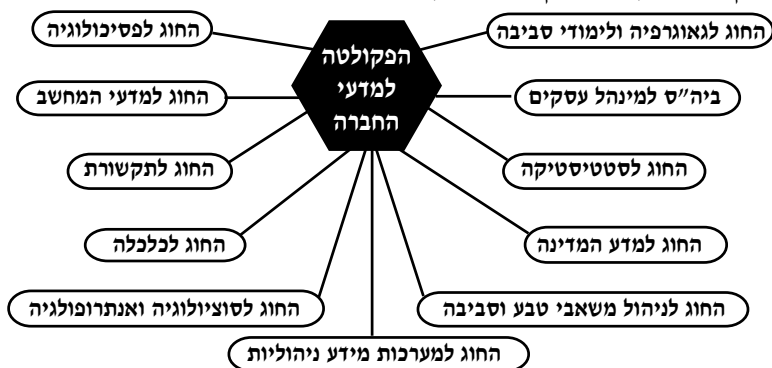 הפקולטה
למדעי
החברה
החוג לגאוגרפיה ולימודי סביבה
החוג לפסיכולוגיה
ביה"ס למינהל עסקים
החוג למדעי המחשב
החוג לסטטיסטיקה
החוג לתקשורת
החוג למדע המדינה
החוג לכלכלה
החוג לניהול משאבי טבע וסביבה
החוג לסוציולוגיה ואנתרופולגיה
החוג למערכות מידע ניהוליות